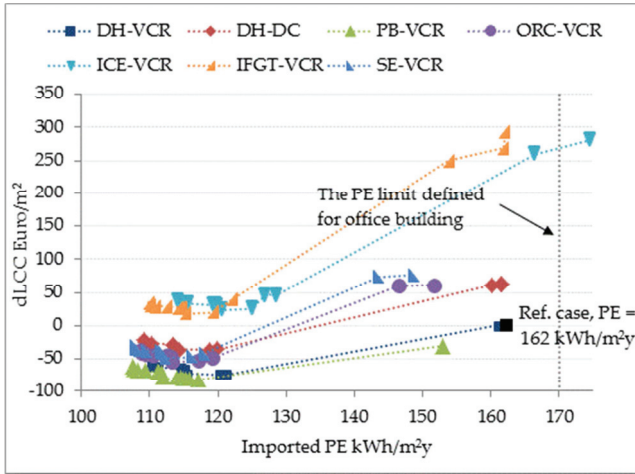 DH-VCR DH-DC PB-VCR ORC-VCR
ICE-VCR IFGT-VCR SE-VCR
350
300
250
200
150
100
50
0
-50
-100
dLCC Euro/m²
The PE limit defined
for office building
Ref. case, PE =
162 kWh/m²y
100 110 120 130 140 150 160 170
Imported PE kWh/m²y